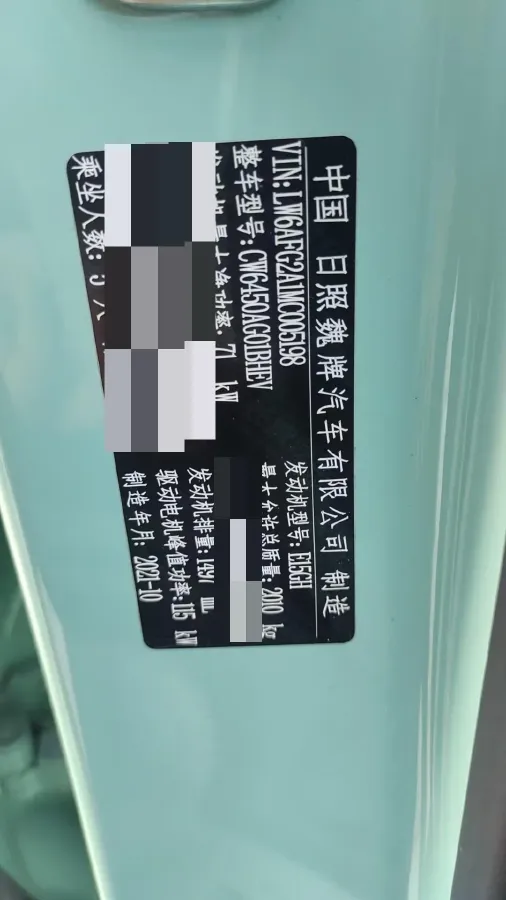 中国 日照魏牌汽车有限公司 制造
VIN:LW6AFG2A1MC005198
发动机型号:E15GH
整车型号:CW6450AG01BHEV
最大允许总质量:2100 kg
发动机最大净功率:71 kW
发动机排量:1497 mL
驱动电机峰值功率:115 kW
乘坐人数:5人
制造年月:2021-10